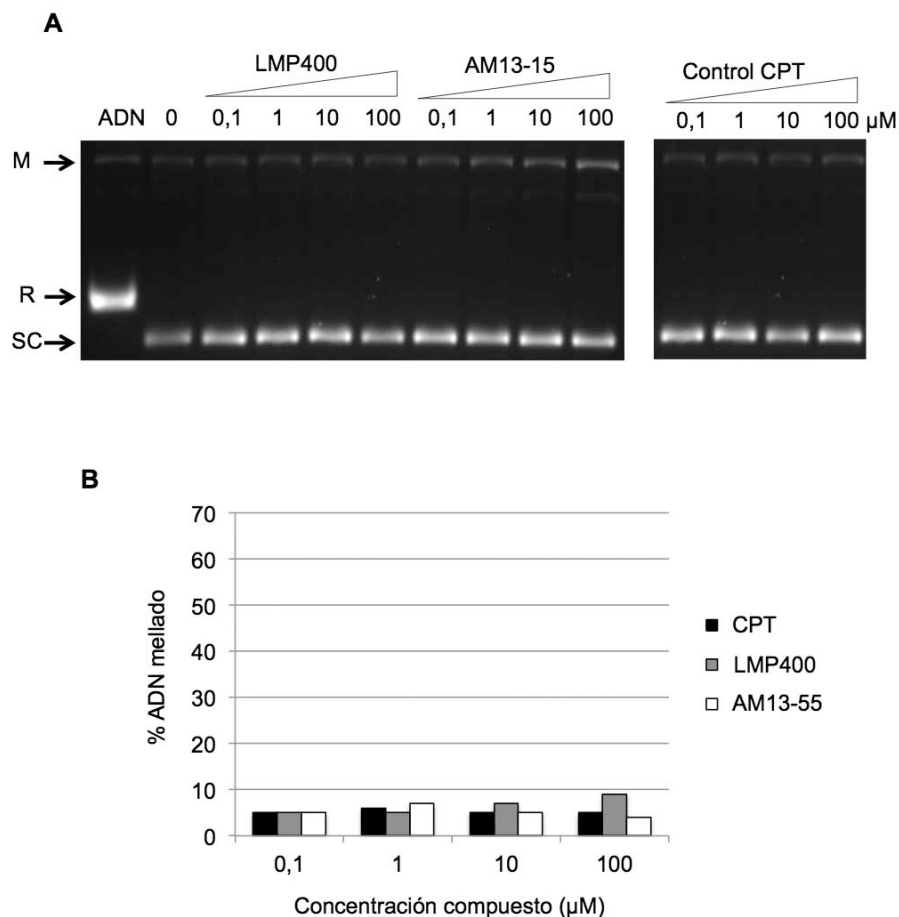 A
LMP400 AM13-15 Control CPT
ADN 0 0,1 1 10 100 0,1 1 10 100 0,1 1 10 100 µM
M
R
SC
B
% ADN mellado
70
60
50
40
30
20
10
0
0,1 1 10 100
Concentración compuesto (µM)
CPT
LMP400
AM13-55